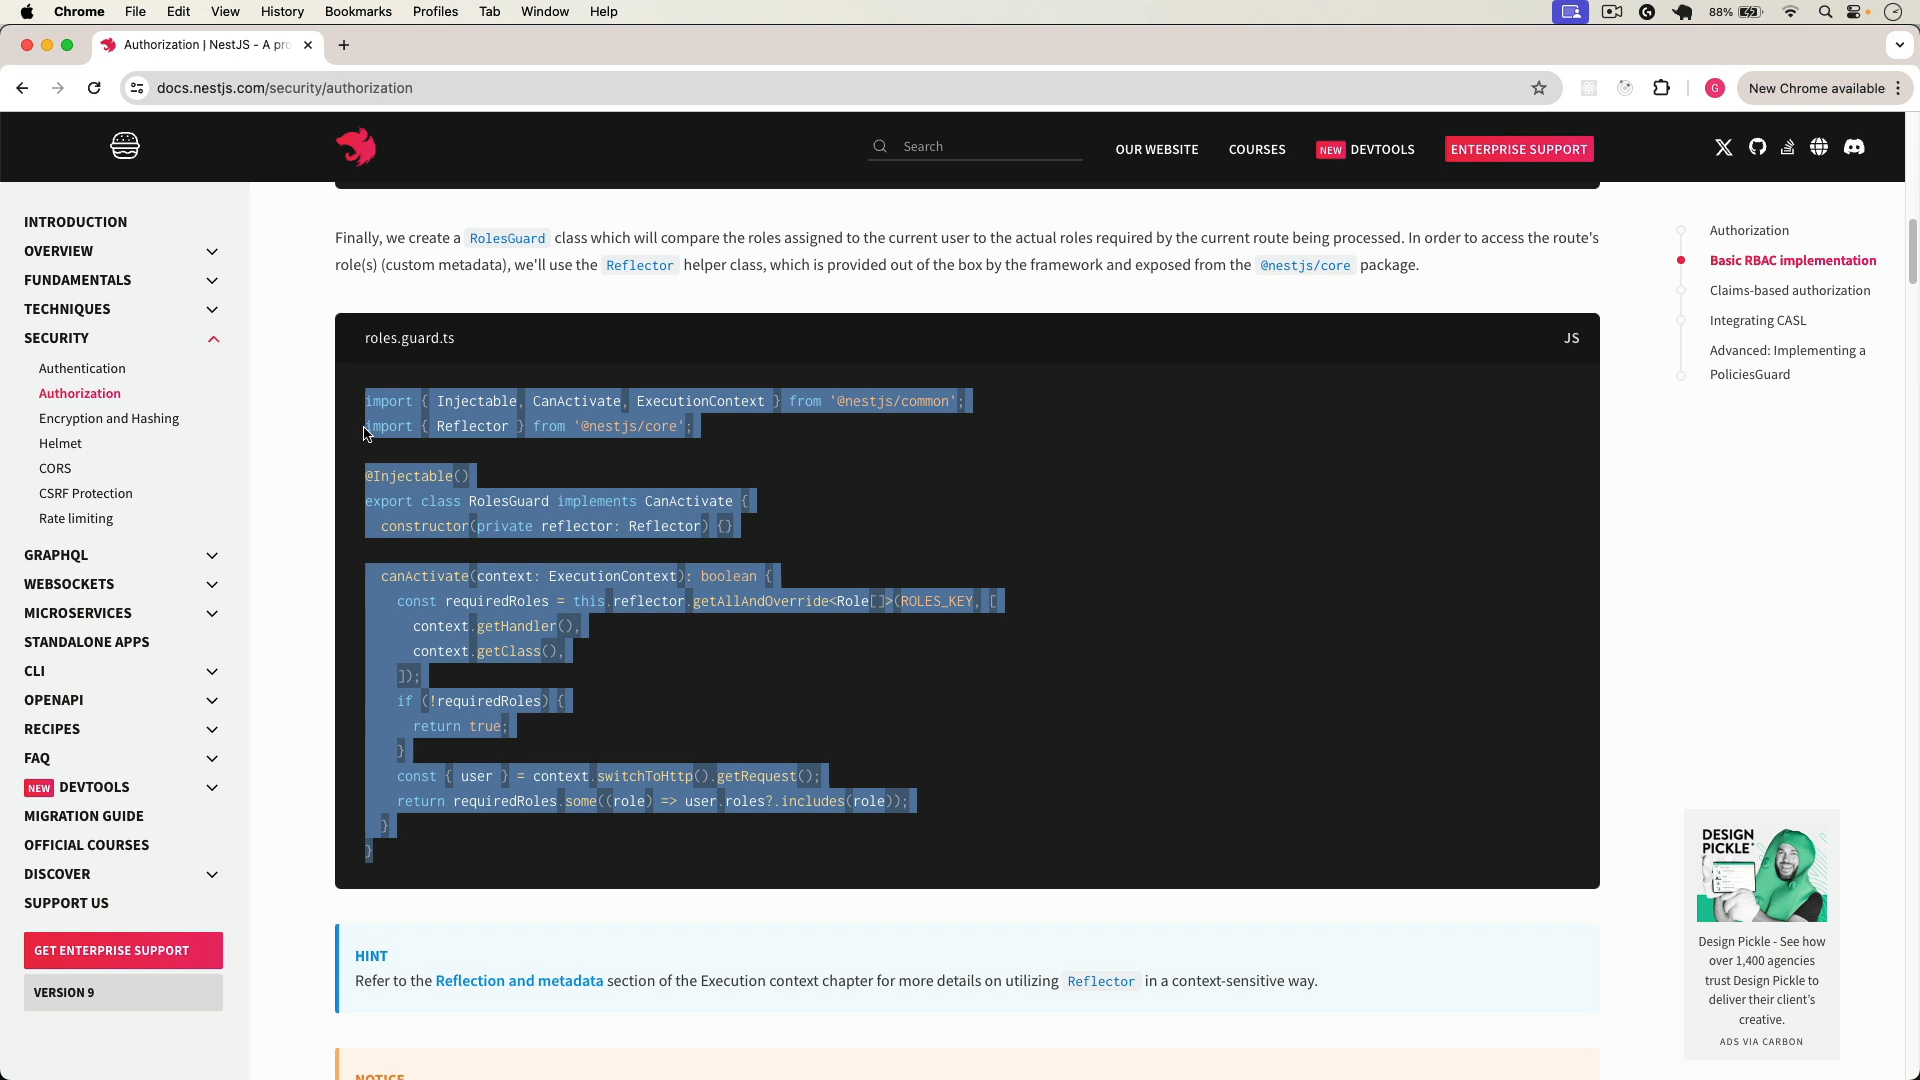 Chrome File Edit View History Bookmarks Profiles Tab Window Help 88%
Authorization | NestJS - A pro
docs.nestjs.com/security/authorization
G
New Chrome available
Search
OUR WEBSITE
COURSES
NEW DEVTOOLS
ENTERPRISE SUPPORT
INTRODUCTION
OVERVIEW
FUNDAMENTALS
TECHNIQUES
SECURITY
Authentication
Authorization
Encryption and Hashing
Helmet
CORS
CSRF Protection
Rate limiting
GRAPHQL
WEBSOCKETS
MICROSERVICES
STANDALONE APPS
CLI
OPENAPI
RECIPES
FAQ
NEW DEVTOOLS
MIGRATION GUIDE
OFFICIAL COURSES
DISCOVER
SUPPORT US
GET ENTERPRISE SUPPORT
VERSION 9
Finally, we create a RolesGuard class which will compare the roles assigned to the current user to the actual roles required by the current route being processed. In order to access the route's
role(s) (custom metadata), we'll use the Reflector helper class, which is provided out of the box by the framework and exposed from the @nestjs/core package.
roles.guard.ts
JS
import { Injectable, CanActivate, ExecutionContext } from '@nestjs/common';
import { Reflector } from '@nestjs/core';
@Injectable()
export class RolesGuard implements CanActivate {
constructor(private reflector: Reflector) {}
canActivate(context: ExecutionContext): boolean {
const requiredRoles = this.reflector.getAllAndOverride<Role[]>(ROLES_KEY, [
context.getHandler(),
context.getClass(),
]);
if (!requiredRoles) {
return true;
}
const { user } = context.switchToHttp().getRequest();
return requiredRoles.some((role) => user.roles?.includes(role));
}
}
HINT
Refer to the Reflection and metadata section of the Execution context chapter for more details on utilizing Reflector in a context-sensitive way.
NOTICE
Authorization
Basic RBAC implementation
Claims-based authorization
Integrating CASL
Advanced: Implementing a
PoliciesGuard
DESIGN
PICKLE
Design Pickle - See how
over 1,400 agencies
trust Design Pickle to
deliver their client's
creative.
ADS VIA CARBON